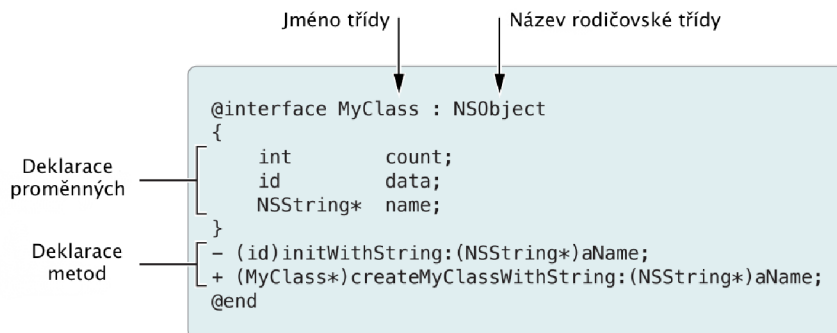 Jméno třídy
Název rodičovské třídy
@interface MyClass : NSObject
{
int count;
id data;
NSString* name;
}
- (id)initWithString:(NSString*)aName;
+ (MyClass*)createMyClassWithString:(NSString*)aName;
@end
Deklarace
proměnných
Deklarace
metod